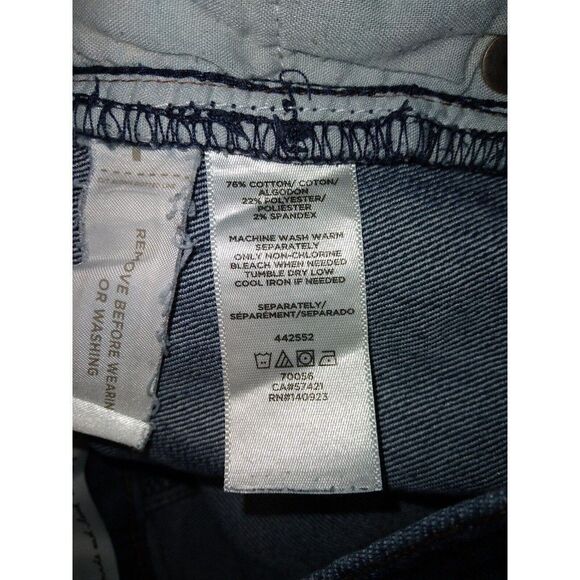 REMOVE BEFORE WEARIN
OR WASHING
76% COTTON/ COTON/
ALGODON
22% POLYESTER/
POLIESTER
2% SPANDEX
MACHINE WASH WARM
SEPARATELY
ONLY NON-CHLORINE
BLEACH WHEN NEEDED
TUMBLE DRY LOW
COOL IRON IF NEEDED
SEPARATELY/
SÉPARÉMENT/SEPARADO
442552
70056
CA#57421
RN#140923